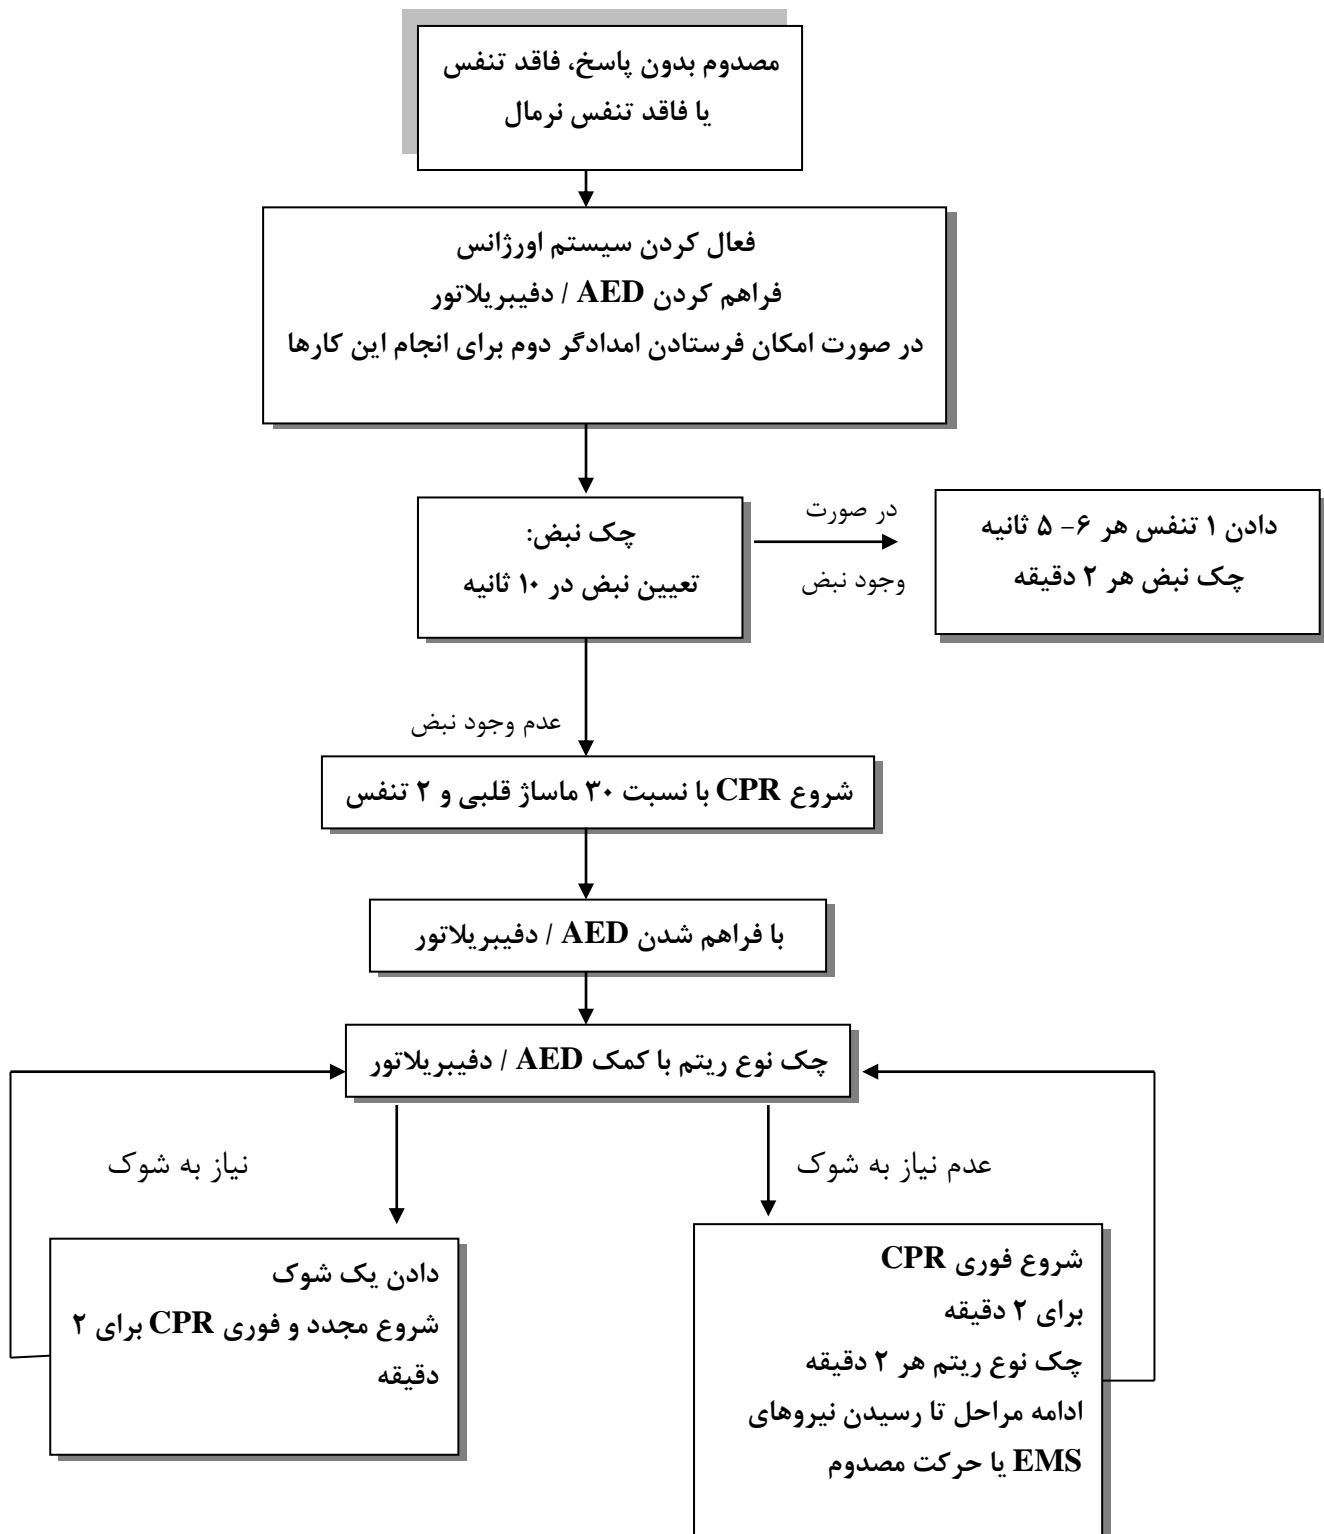 مصدوم بدون پاسخ، فاقد تنفس
یا فاقد تنفس نرمال
فعال کردن سیستم اورژانس
فراهم کردن AED / دفیبریلاتور
در صورت امکان فرستادن امدادگر دوم برای انجام این کارها
چک نبض:
تعیین نبض در ۱۰ ثانیه
در صورت
وجود نبض
دادن ۱ تنفس هر ۶- ۵ ثانیه
چک نبض هر ۲ دقیقه
عدم وجود نبض
شروع CPR با نسبت ۳۰ ماساژ قلبی و ۲ تنفس
با فراهم شدن AED / دفیبریلاتور
چک نوع ریتم با کمک AED / دفیبریلاتور
عدم نیاز به شوک
نیاز به شوک
شروع فوری CPR
برای ۲ دقیقه
چک نوع ریتم هر ۲ دقیقه
ادامه مراحل تا رسیدن نیروهای
EMS یا حرکت مصدوم
دادن یک شوک
شروع مجدد و فوری CPR برای ۲
دقیقه